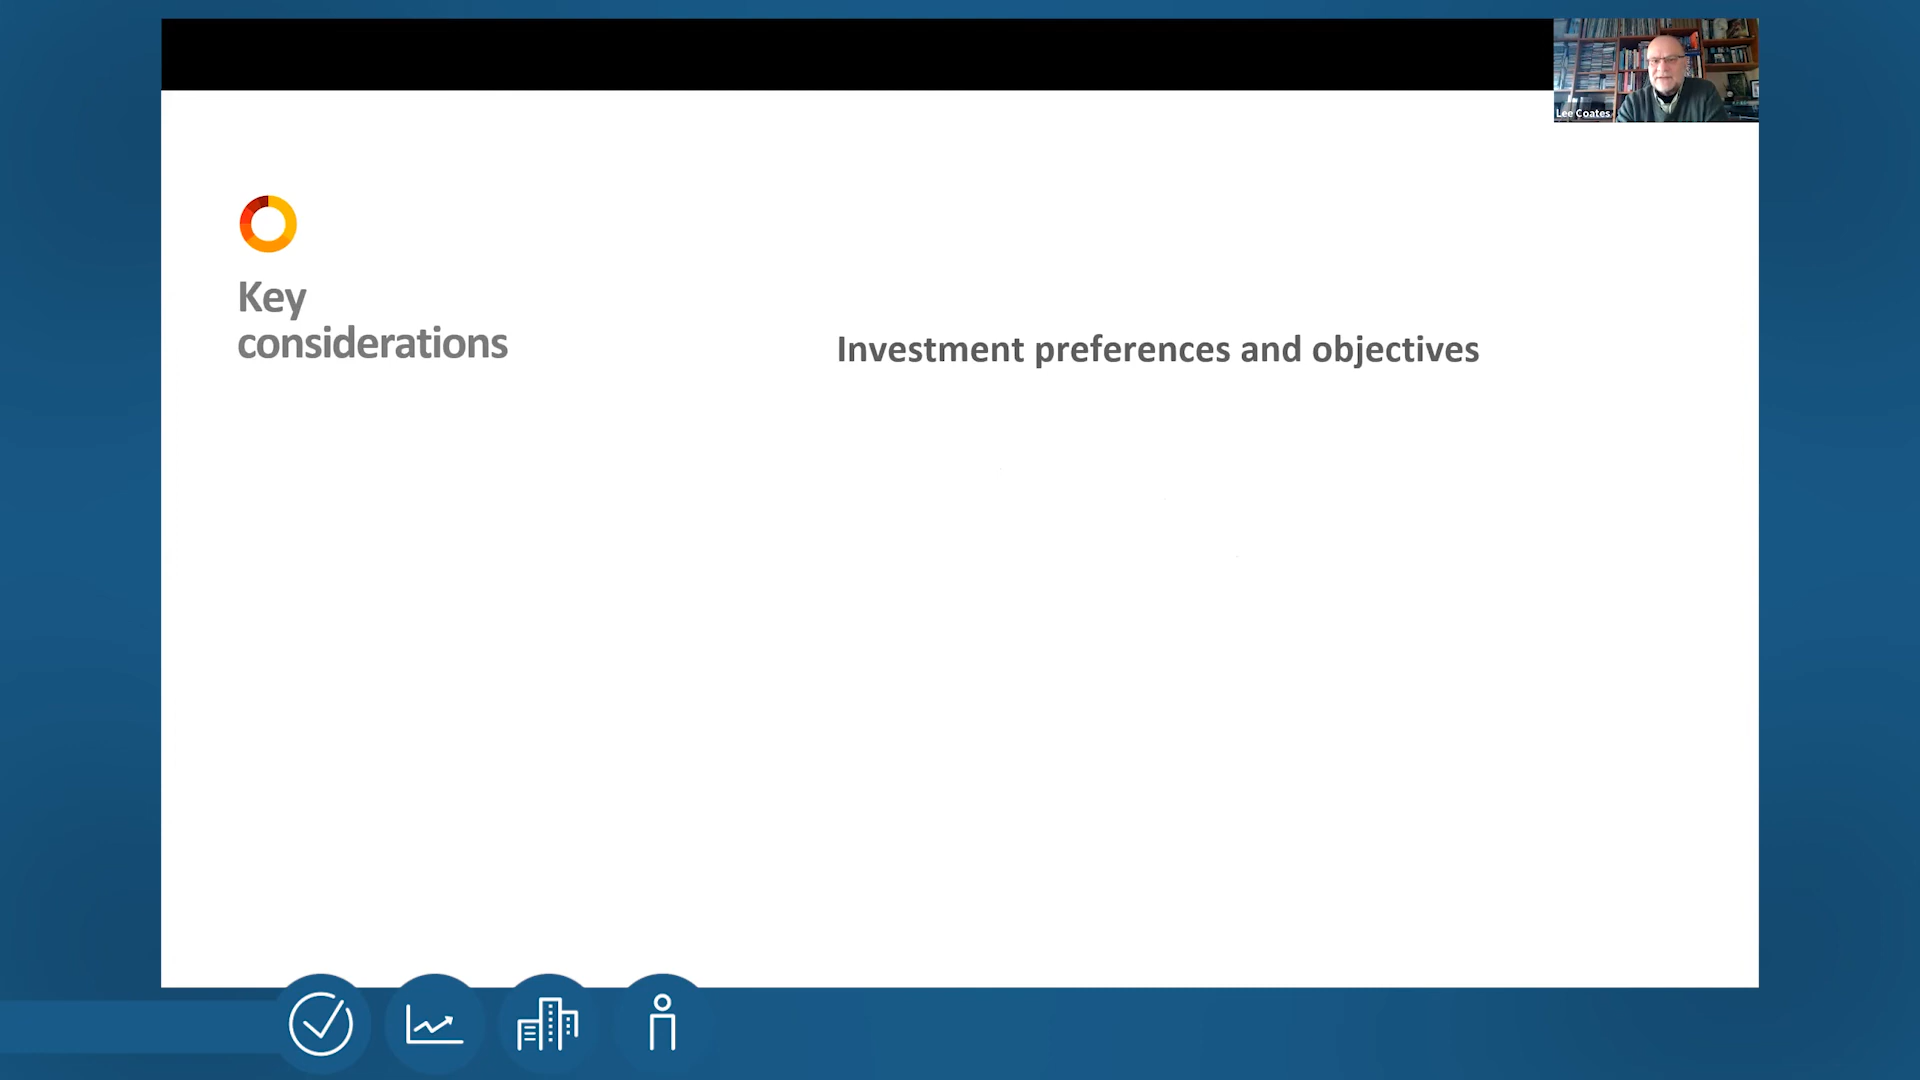 Lee Coates
Key
considerations
Investment preferences and objectives